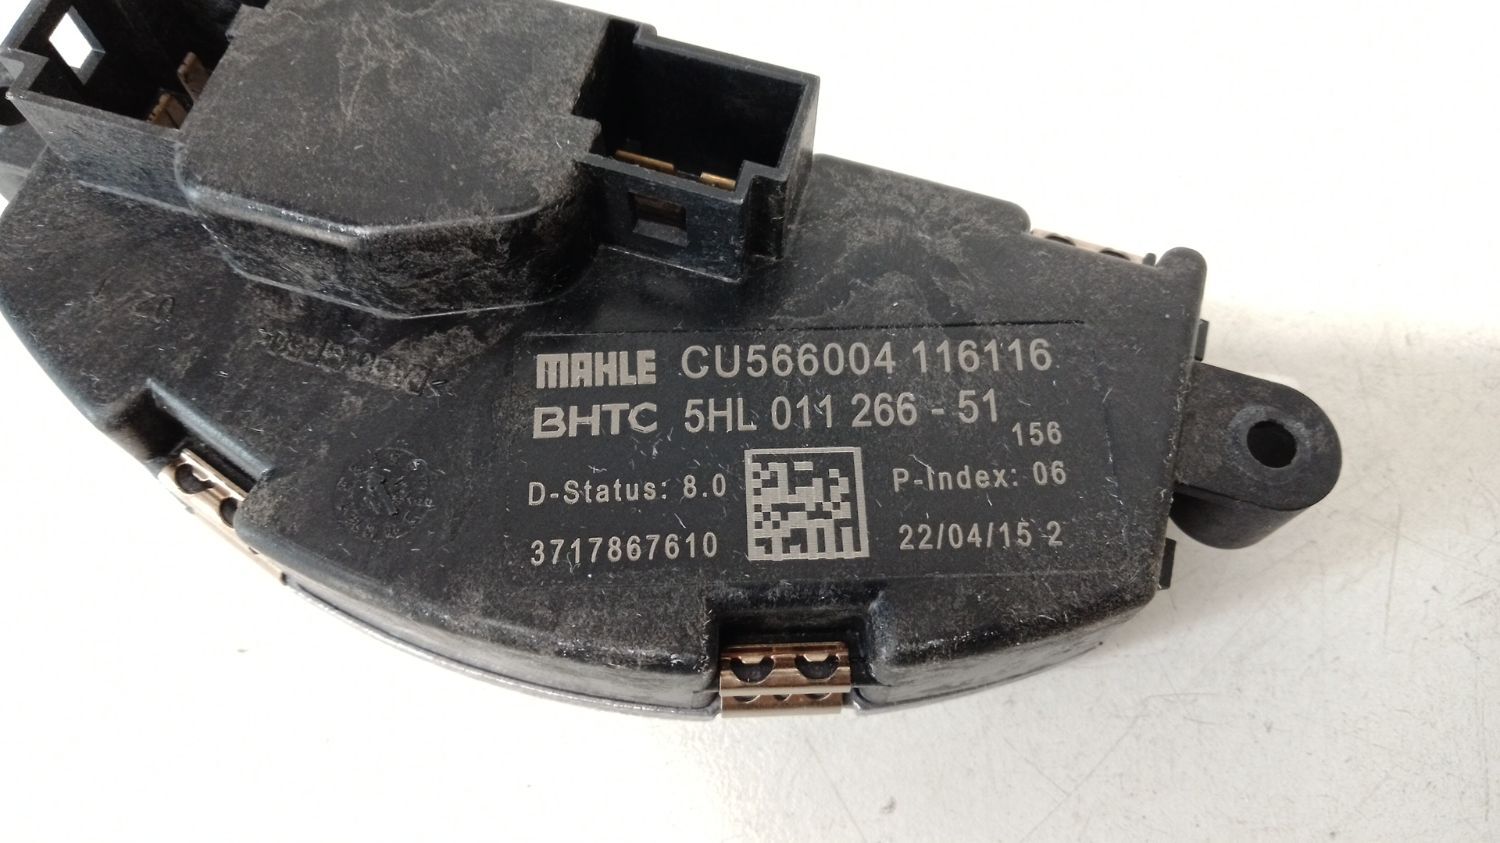 MAHLE CU566004 116116
BHTC 5HL 011 266 - 51
156
D-Status: 8.0 P-Index: 06
3717867610 22/04/15 2